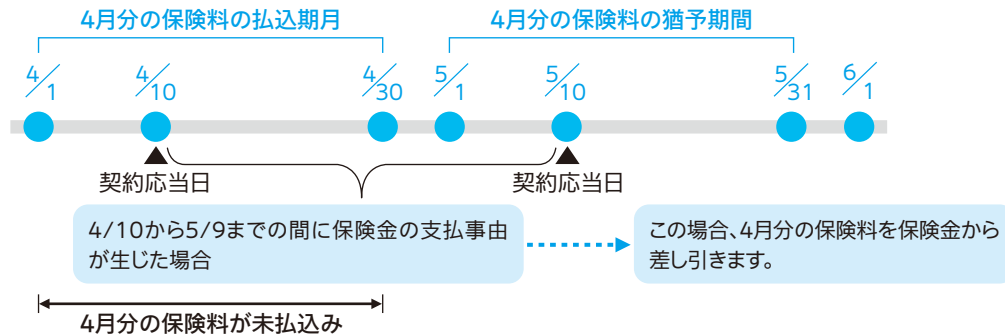 4月分の保険料の払込期月
4月分の保険料の猶予期間
4/1
4/10
4/30
5/1
5/10
5/31
6/1
契約応当日
契約応当日
4/10から5/9までの間に保険金の支払事由
が生じた場合
この場合、4月分の保険料を保険金から
差し引きます。
4月分の保険料が未払込み